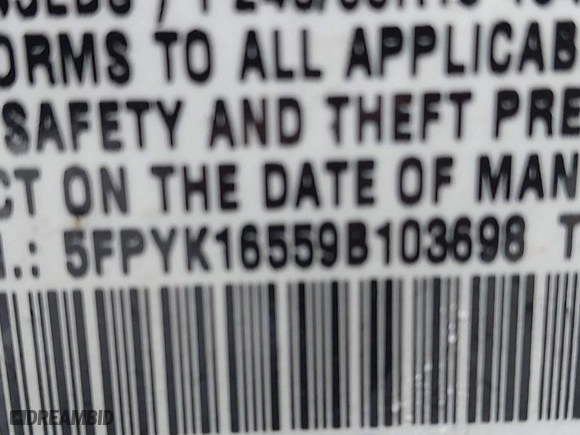 ORMS TO ALL APPLICAB
SAFETY AND THEFT PRE
CT ON THE DATE OF MAN
.: 5FPYK16559B103698 T
DREAMBID